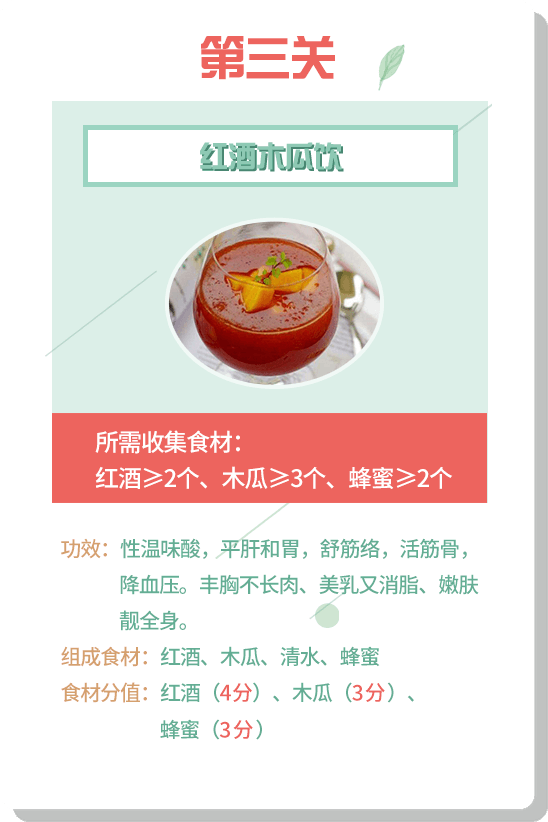 第三关
红酒木瓜饮
所需收集食材：
红酒≥2个、木瓜≥3个、蜂蜜≥2个
功效：性温味酸，平肝和胃，舒筋络，活筋骨，
降血压。丰胸不长肉、美乳又消脂、嫩肤
靓全身。
组成食材：红酒、木瓜、清水、蜂蜜
食材分值：红酒（4分）、木瓜（3分）、
蜂蜜（3分）